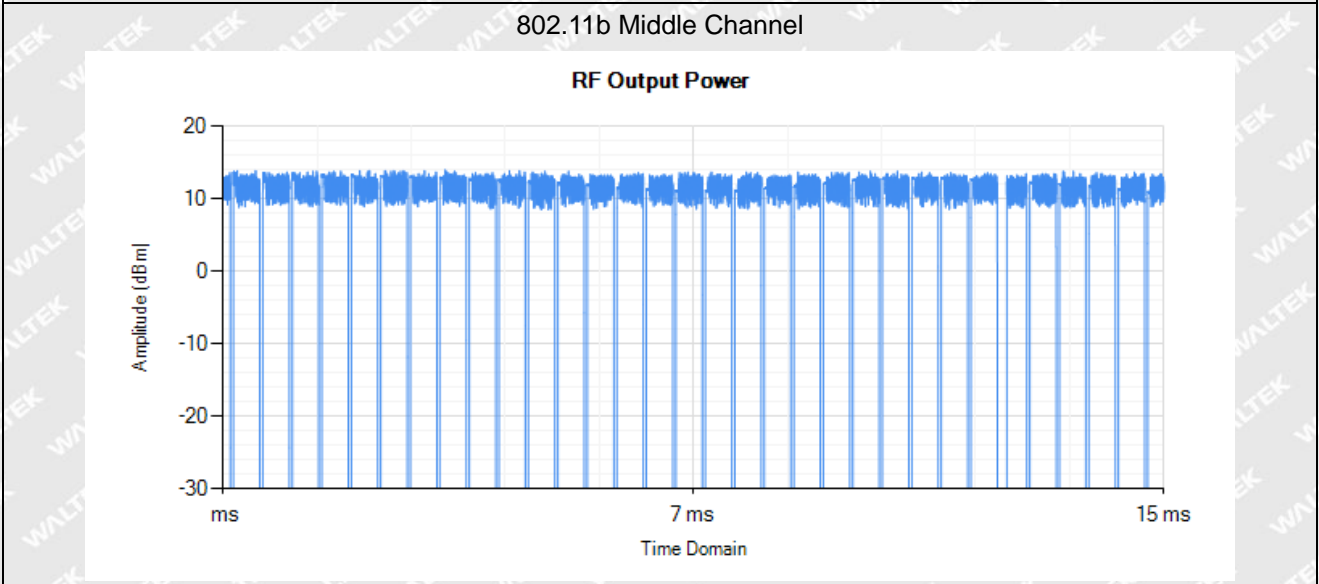 802.11b Middle Channel
RF Output Power
20
10
0
-10
-20
-30
Amplitude [dBm]
ms
7 ms
15 ms
Time Domain
WALTEK